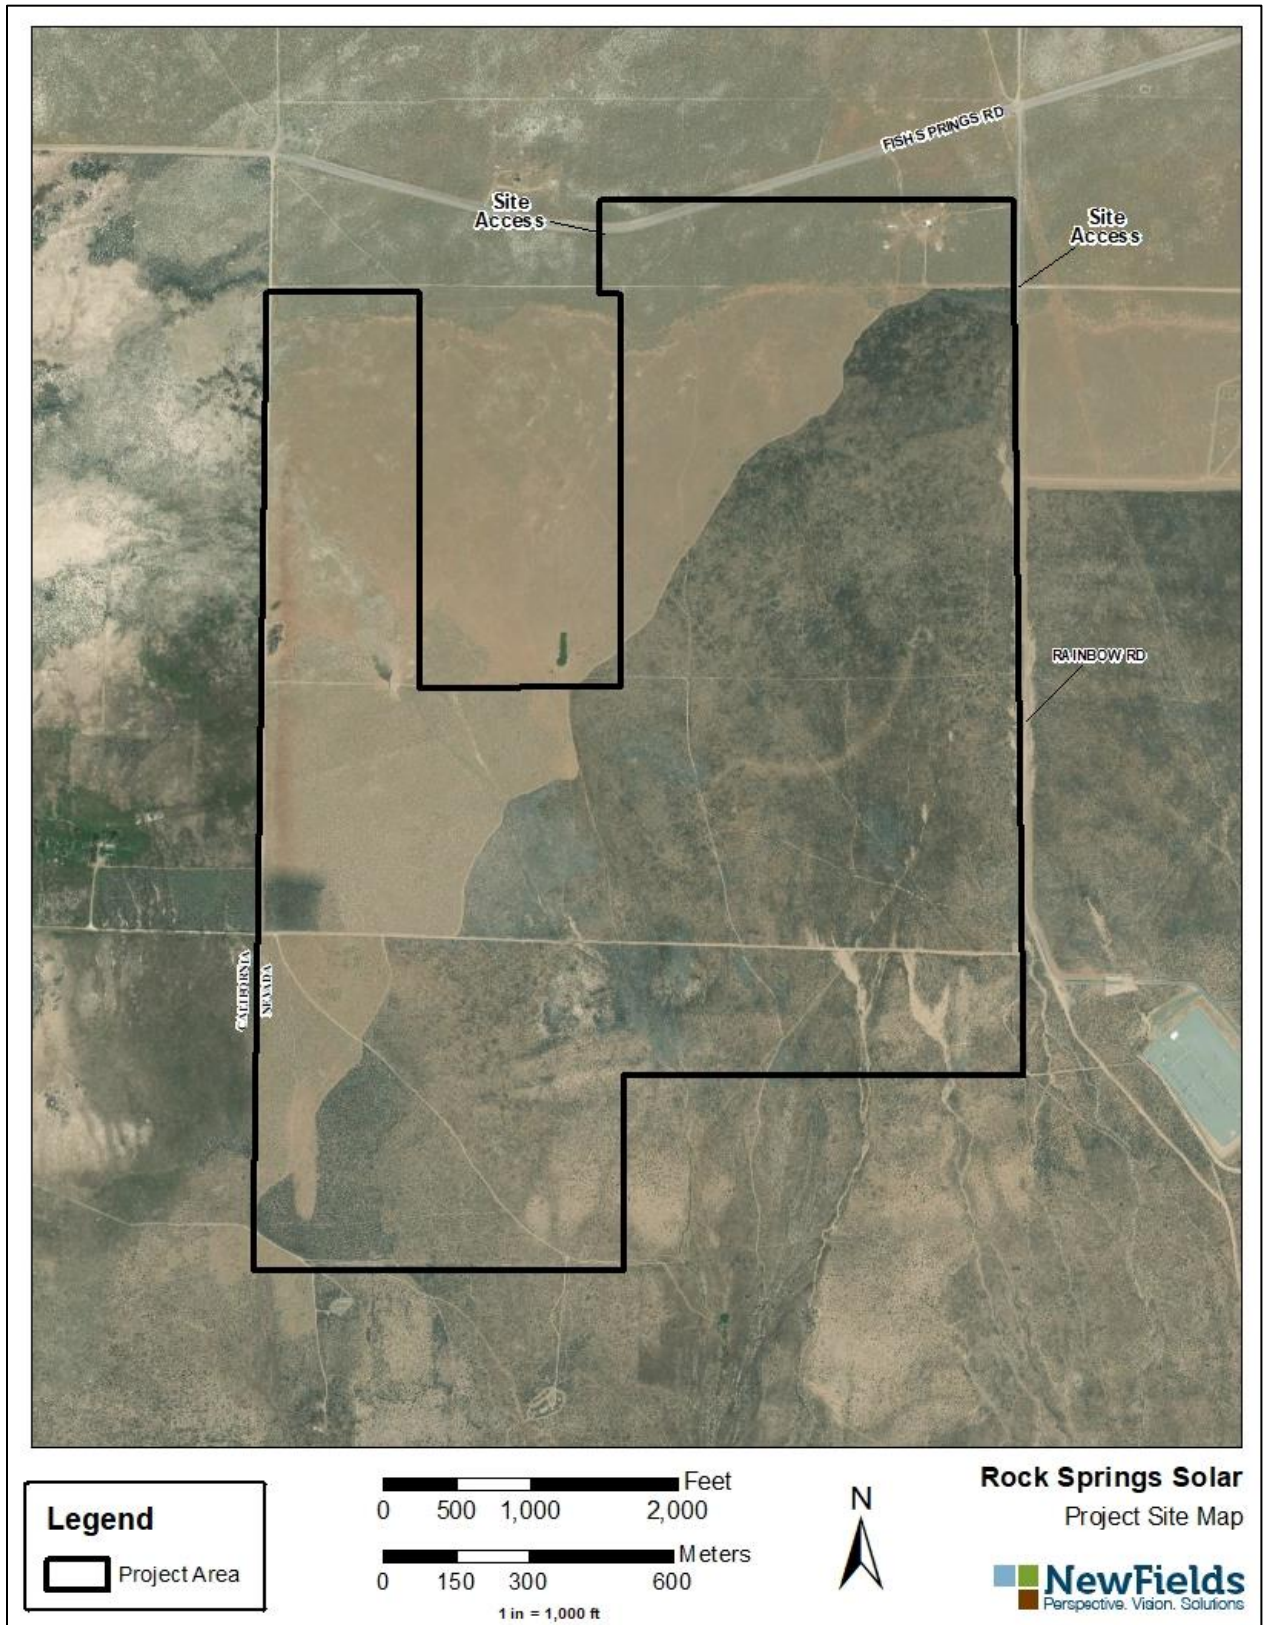 FISH SPRINGS RD
Site
Access
Site
Access
RAINBOW RD
CALIFORNIA
NEVADA
Legend
Project Area
Feet
0 500 1,000 2,000
Meters
0 150 300 600
1 in = 1,000 ft
N
Rock Springs Solar
Project Site Map
NewFields
Perspective. Vision. Solutions